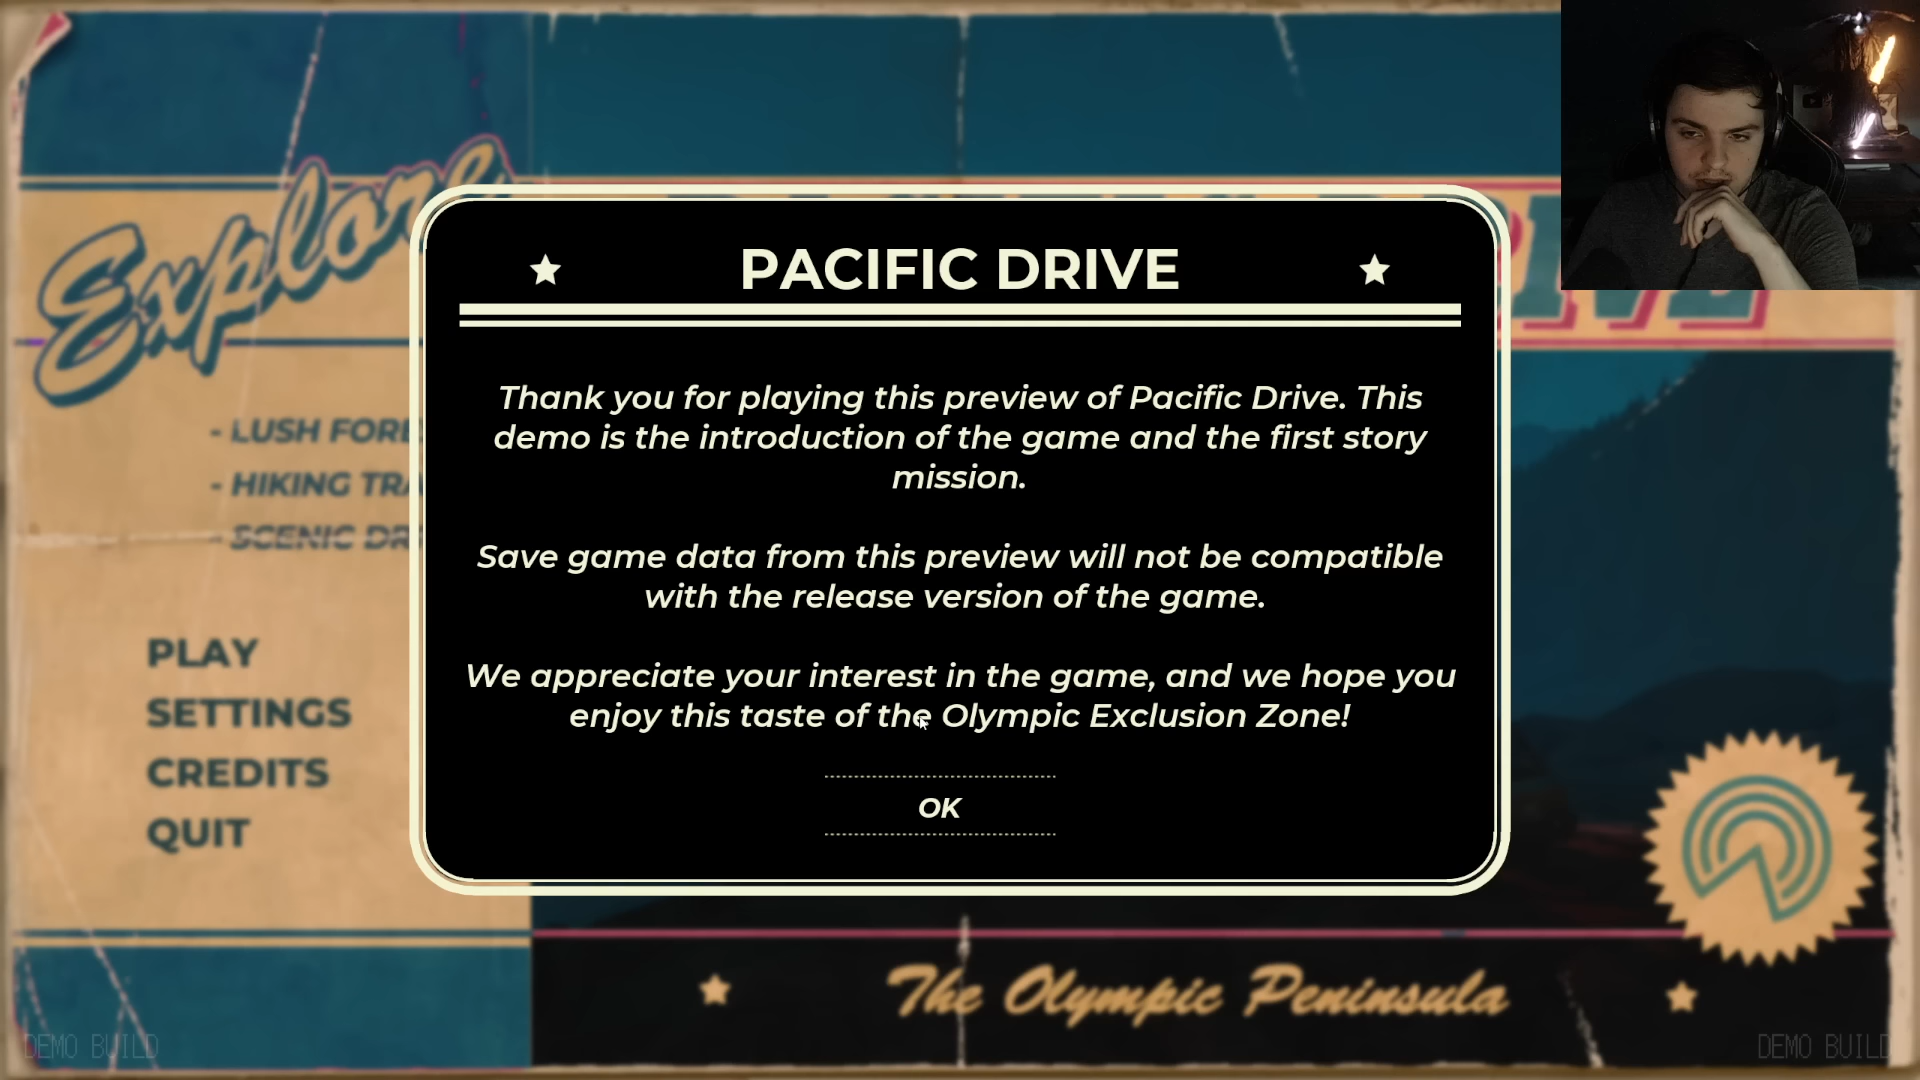 Explore
PACIFIC DRIVE
Thank you for playing this preview of Pacific Drive. This
demo is the introduction of the game and the first story
mission.
Save game data from this preview will not be compatible
with the release version of the game.
We appreciate your interest in the game, and we hope you
enjoy this taste of the Olympic Exclusion Zone!
OK
- LUSH FORE
- HIKING TRA
- SCENIC DR
PLAY
SETTINGS
CREDITS
QUIT
The Olympic Peninsula
DEMO BUILD
DEMO BUILD